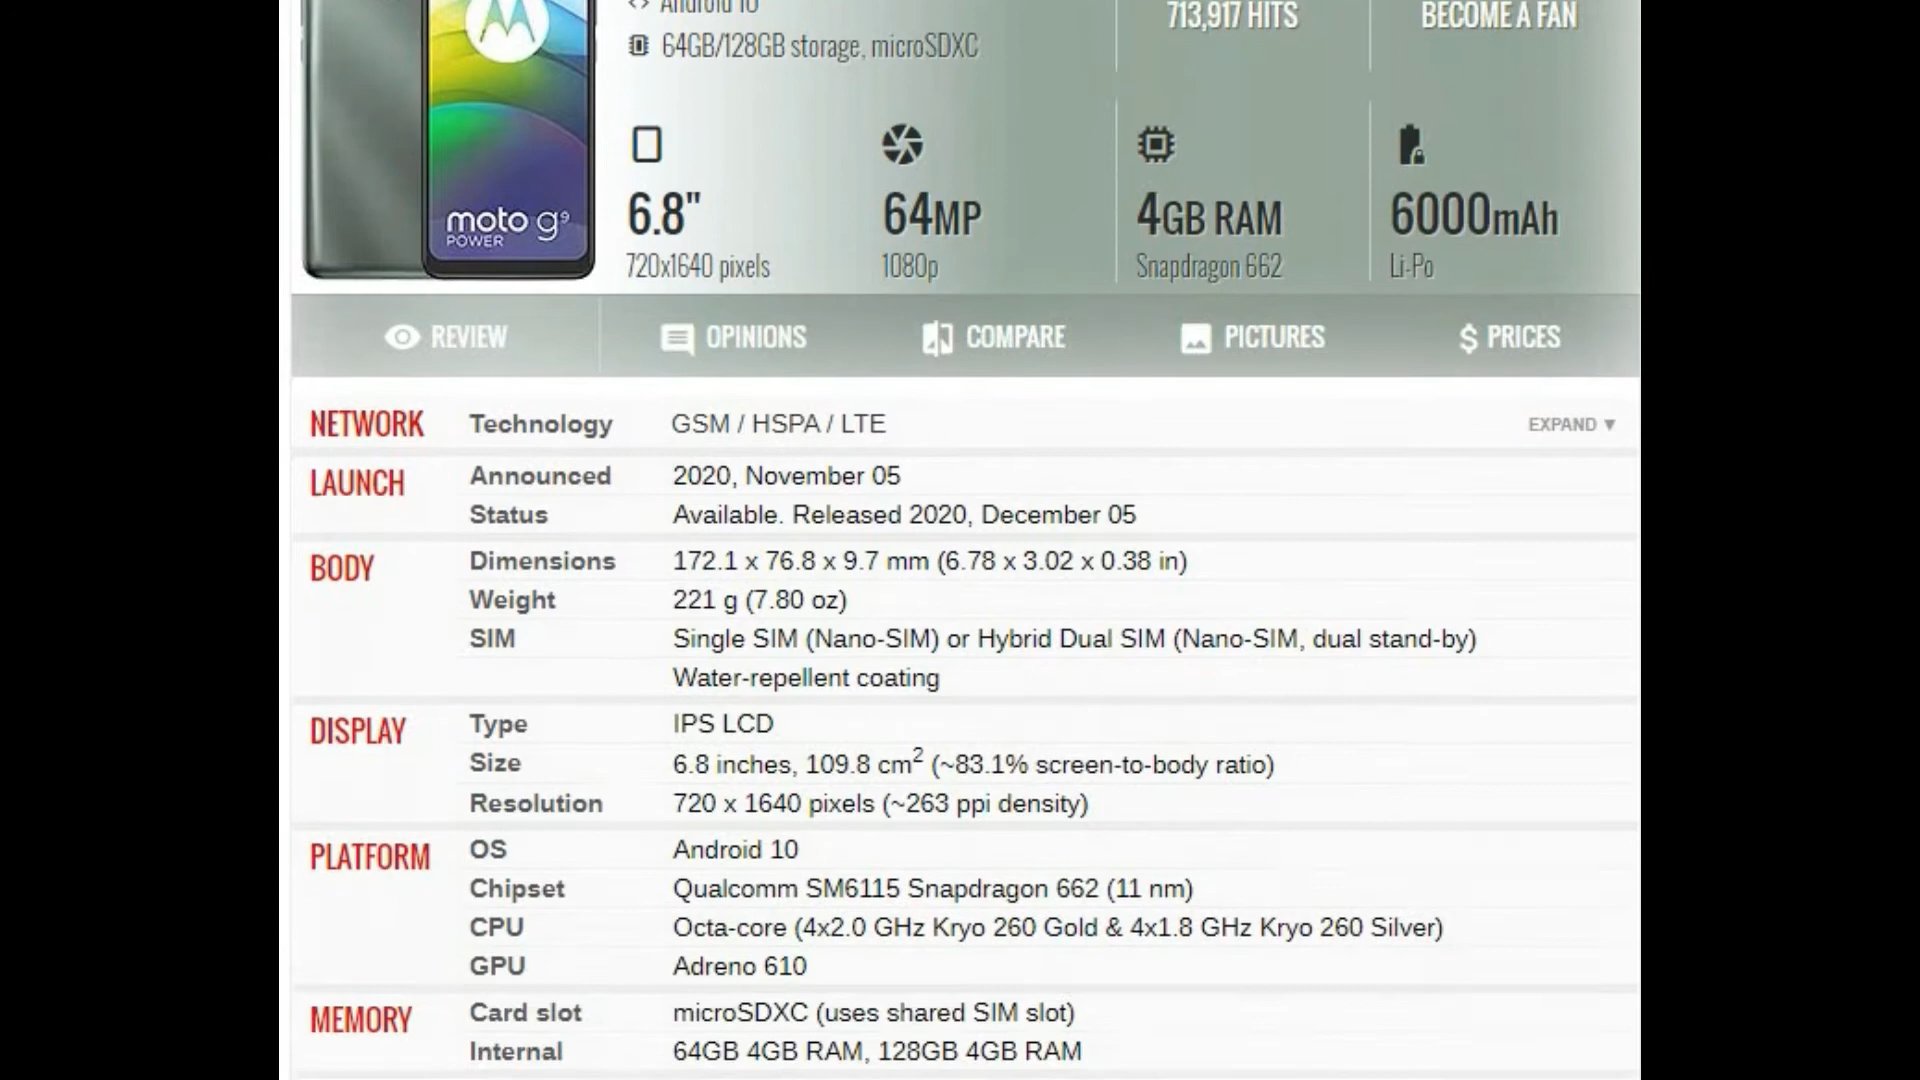 Android 10
713,917 HITS
BECOME A FAN
64GB/128GB storage, microSDXC
moto g9
POWER
6.8"
720x1640 pixels
64MP
1080p
4GB RAM
Snapdragon 662
6000mAh
Li-Po
REVIEW
OPINIONS
COMPARE
PICTURES
PRICES
NETWORK Technology GSM / HSPA / LTE EXPAND ▼
LAUNCH Announced 2020, November 05
Status Available. Released 2020, December 05
BODY Dimensions 172.1 x 76.8 x 9.7 mm (6.78 x 3.02 x 0.38 in)
Weight 221 g (7.80 oz)
SIM Single SIM (Nano-SIM) or Hybrid Dual SIM (Nano-SIM, dual stand-by)
Water-repellent coating
DISPLAY Type IPS LCD
Size 6.8 inches, 109.8 cm2 (~83.1% screen-to-body ratio)
Resolution 720 x 1640 pixels (~263 ppi density)
PLATFORM OS Android 10
Chipset Qualcomm SM6115 Snapdragon 662 (11 nm)
CPU Octa-core (4x2.0 GHz Kryo 260 Gold & 4x1.8 GHz Kryo 260 Silver)
GPU Adreno 610
MEMORY Card slot microSDXC (uses shared SIM slot)
Internal 64GB 4GB RAM, 128GB 4GB RAM